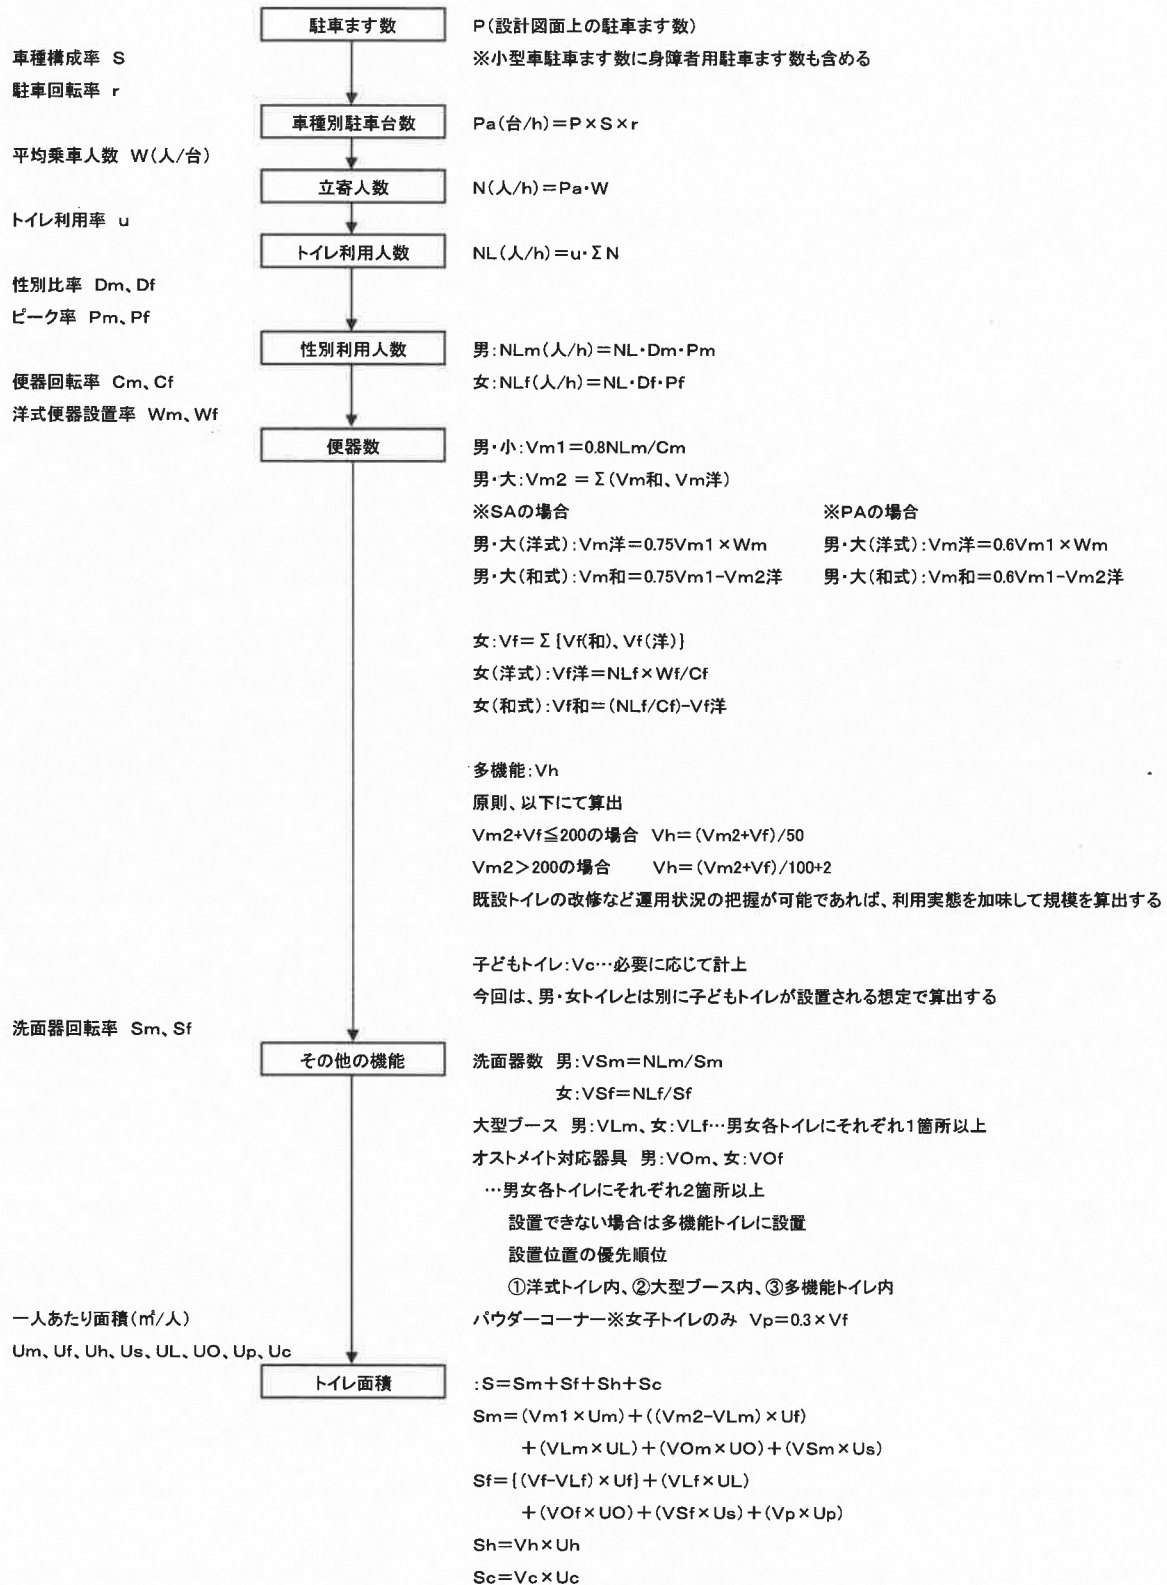 駐車ます数 P(設計図面上の駐車ます数)
車種構成率 S ※小型車駐車ます数に身障者用駐車ます数も含める
駐車回転率 r
車種別駐車台数 Pa(台/h)=P×S×r
平均乗車人数 W(人/台)
立寄人数 N(人/h)=Pa・W
トイレ利用率 u
トイレ利用人数 NL(人/h)=u・ΣN
性別比率 Dm、Df
ピーク率 Pm、Pf
性別利用人数 男:NLm(人/h)=NL・Dm・Pm
便器回転率 Cm、Cf 女:NLf(人/h)=NL・Df・Pf
洋式便器設置率 Wm、Wf
便器数 男・小:Vm1=0.8NLm/Cm
男・大:Vm2 =Σ(Vm和、Vm洋)
※SAの場合 ※PAの場合
男・大(洋式):Vm洋=0.75Vm1×Wm 男・大(洋式):Vm洋=0.6Vm1×Wm
男・大(和式):Vm和=0.75Vm1-Vm2洋 男・大(和式):Vm和=0.6Vm1-Vm2洋
女:Vf=Σ{Vf(和)、Vf(洋)}
女(洋式):Vf洋=NLf×Wf/Cf
女(和式):Vf和=(NLf/Cf)-Vf洋
多機能:Vh
原則、以下にて算出
Vm2+Vf≦200の場合 Vh=(Vm2+Vf)/50
Vm2>200の場合 Vh=(Vm2+Vf)/100+2
既設トイレの改修など運用状況の把握が可能であれば、利用実態を加味して規模を算出する
子どもトイレ:Vc…必要に応じて計上
今回は、男・女トイレとは別に子どもトイレが設置される想定で算出する
洗面器回転率 Sm、Sf
その他の機能 洗面器数 男:VSm=NLm/Sm
女:VSf=NLf/Sf
大型ブース 男:VLm、女:VLf…男女各トイレにそれぞれ1箇所以上
オストメイト対応器具 男:VOm、女:VOf
…男女各トイレにそれぞれ2箇所以上
設置できない場合は多機能トイレに設置
設置位置の優先順位
①洋式トイレ内、②大型ブース内、③多機能トイレ内
一人あたり面積(㎡/人) パウダーコーナー※女子トイレのみ Vp=0.3×Vf
Um、Uf、Uh、Us、UL、UO、Up、Uc
トイレ面積 :S=Sm+Sf+Sh+Sc
Sm=(Vm1×Um)+((Vm2-VLm)×Uf)
+(VLm×UL)+(VOm×UO)+(VSm×Us)
Sf={(Vf-VLf)×Uf}+(VLf×UL)
+(VOf×UO)+(VSf×Us)+(Vp×Up)
Sh=Vh×Uh
Sc=Vc×Uc